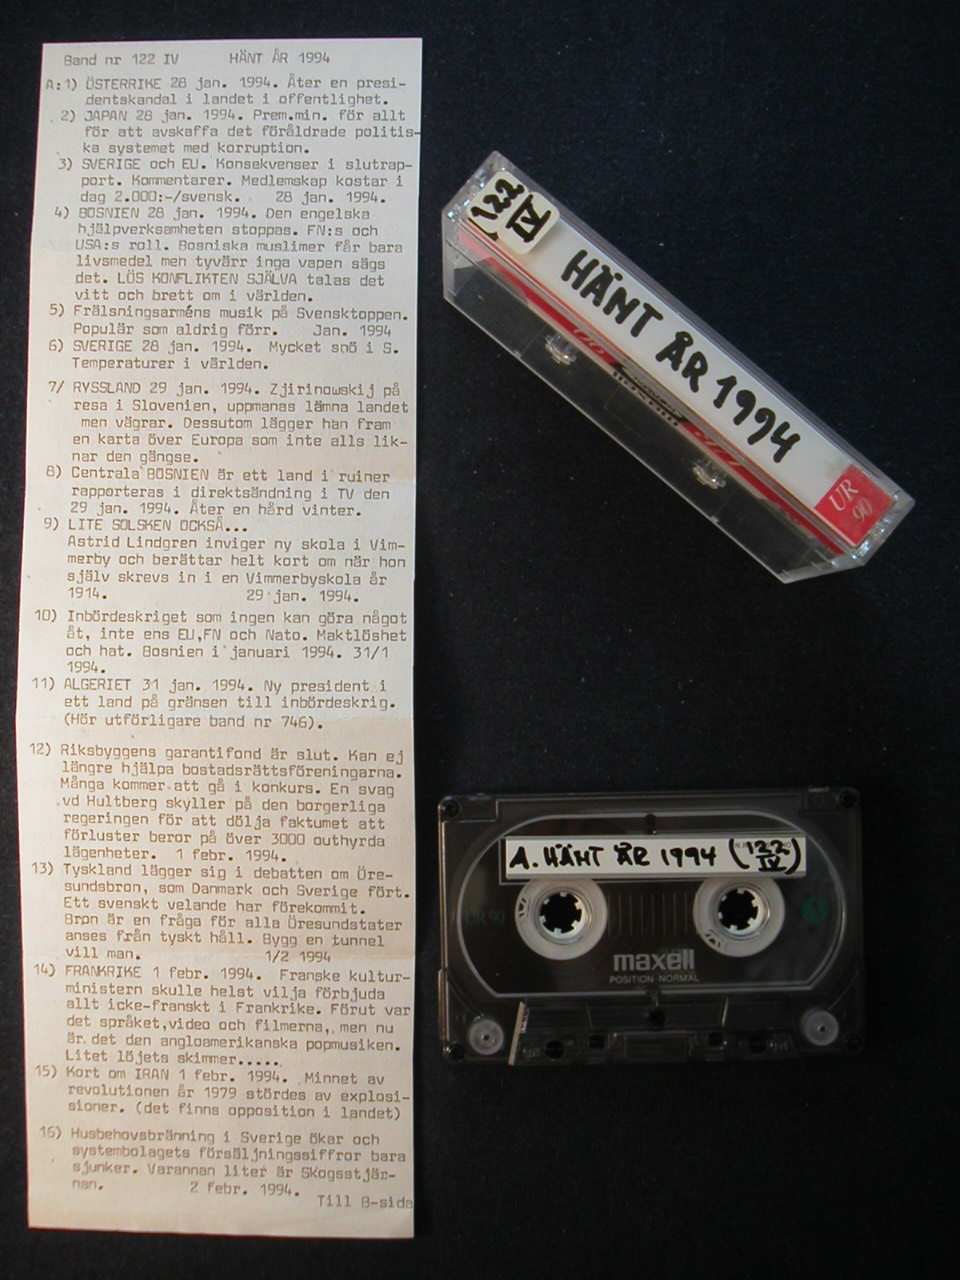 Band nr 122 IV HÄNT ÅR 1994
A:1) ÖSTERRIKE 28 jan. 1994. Åter en presi-
dentskandal i landet i offentlighet.
2) JAPAN 28 jan. 1994. Prem.min. för allt
för att avskaffa det föråldrade politis-
ka systemet med korruption.
3) SVERIGE och EU. Konsekvenser i slutrap-
port. Kommentarer. Medlemskap kostar i
dag 2.000:-/svensk. 28 jan. 1994.
4) BOSNIEN 28 jan. 1994. Den engelska
hjälpverksamheten stoppas. FN:s och
USA:s roll. Bosniska muslimer får bara
livsmedel men tyvärr inga vapen sägs
det. LÖS KONFLIKTEN SJÄLVA talas det
vitt och brett om i världen.
5) Frälsningsarméns musik på Svensktoppen.
Populär som aldrig förr. Jan. 1994
6) SVERIGE 28 jan. 1994. Mycket snö i S.
Temperaturer i världen.
7/ RYSSLAND 29 jan. 1994. Zjirinowskij på
resa i Slovenien, uppmanas lämna landet
men vägrar. Dessutom lägger han fram
en karta över Europa som inte alls lik-
nar den gängse.
8) Centrala BOSNIEN är ett land i ruiner
rapporteras i direktsändning i TV den
29 jan. 1994. Åter en hård vinter.
9) LITE SOLSKEN OCKSÅ...
Astrid Lindgren inviger ny skola i Vim-
merby och berättar helt kort om när hon
själv skrevs in i en Vimmerbyskola år
1914. 29 jan. 1994.
10) Inbördeskriget som ingen kan göra något
åt, inte ens EU,FN och Nato. Maktlöshet
och hat. Bosnien i januari 1994. 31/1
1994.
11) ALGERIET 31 jan. 1994. Ny president i
ett land på gränsen till inbördeskrig.
(Hör utförligare band nr 746).
12) Riksbyggens garantifond är slut. Kan ej
längre hjälpa bostadsrättsföreningarna.
Många kommer att gå i konkurs. En svag
vd Hultberg skyller på den borgerliga
regeringen för att dölja faktumet att
förluster beror på över 3000 outhyrda
lägenheter. 1 febr. 1994.
13) Tyskland lägger sig i debatten om Öre-
sundsbron, som Danmark och Sverige fört.
Ett svenskt velande har förekommit.
Bron är en fråga för alla Öresundstater
anses från tyskt håll. Bygg en tunnel
vill man. 1/2 1994
14) FRANKRIKE 1 febr. 1994. Franske kultur-
ministern skulle helst vilja förbjuda
allt icke-franskt i Frankrike. Förut var
det språket,video och filmerna, men nu
är det den angloamerikanska popmusiken.
Litet löjets skimmer.....
15) Kort om IRAN 1 febr. 1994. Minnet av
revolutionen år 1979 stördes av explosi-
sioner. (det finns opposition i landet)
16) Husbehovsbränning i Sverige ökar och
systembolagets försäljningssiffror bara
sjunker. Varannan liter är Skogsstjär-
nan. 2 febr. 1994.
Till B-sida
122
IV
HÄNT ÅR 1994
UR
90
A. HÄNT ÅR 1994 (122
IV)
UR 90
A
maxell
POSITION·NORMAL